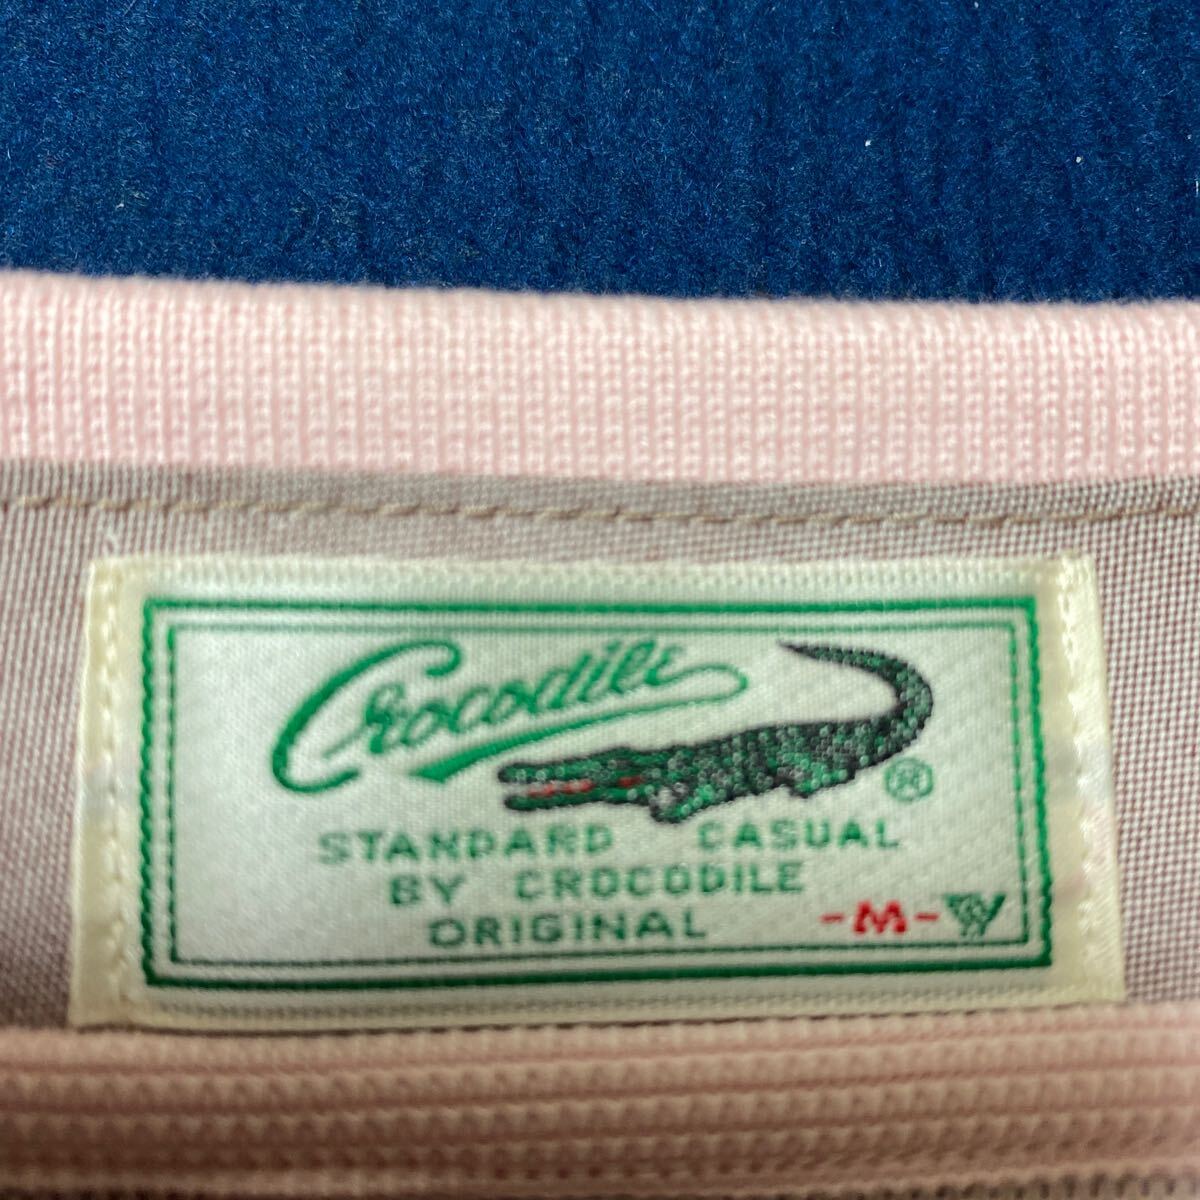 Crocodile
®
STANDARD CASUAL
BY CROCODILE
ORIGINAL
-M-